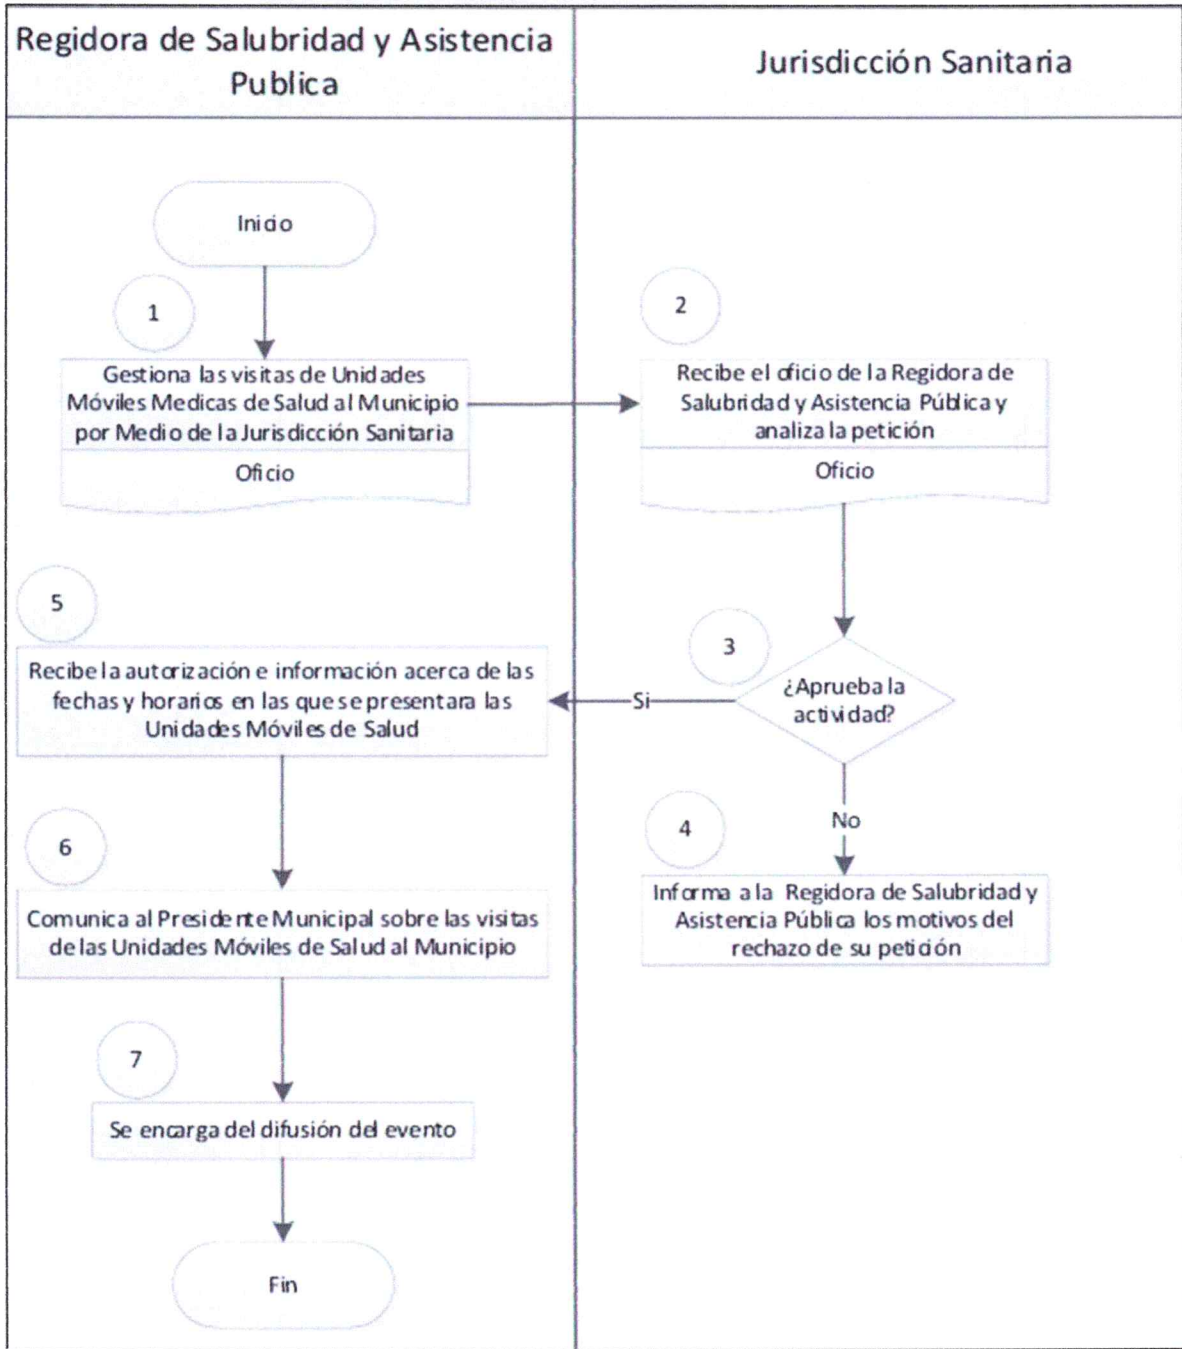 Regidora de Salubridad y Asistencia
Publica
Jurisdicción Sanitaria
Inicio
1
Gestiona las visitas de Unidades
Móviles Medicas de Salud al Municipio
por Medio de la Jurisdicción Sanitaria
Oficio
2
Recibe el oficio de la Regidora de
Salubridad y Asistencia Pública y
analiza la petición
Oficio
3
¿Aprueba la
actividad?
Si
No
4
Informa a la Regidora de Salubridad y
Asistencia Pública los motivos del
rechazo de su petición
5
Recibe la autorización e información acerca de las
fechas y horarios en las que se presentara las
Unidades Móviles de Salud
6
Comunica al Presidente Municipal sobre las visitas
de las Unidades Móviles de Salud al Municipio
7
Se encarga del difusión del evento
Fin